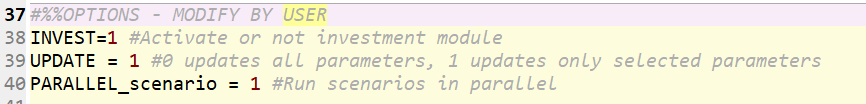 37 #%%OPTIONS - MODIFY BY USER
38 INVEST=1 #Activate or not investment module
39 UPDATE = 1 #0 updates all parameters, 1 updates only selected parameters
40 PARALLEL_scenario = 1 #Run scenarios in parallel